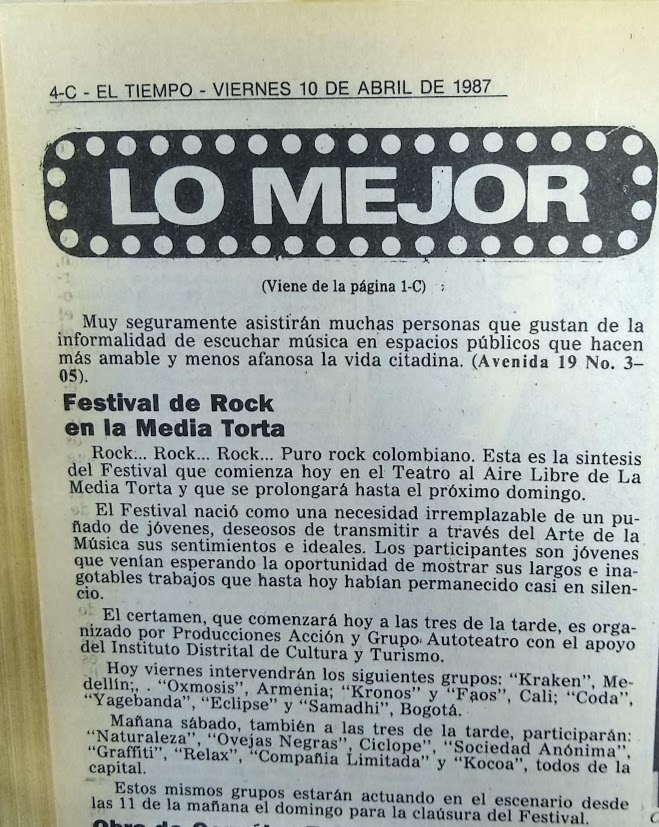 4-C - EL TIEMPO - VIERNES 10 DE ABRIL DE 1987
LO MEJOR
(Viene de la página 1-C)
Muy seguramente asistirán muchas personas que gustan de la
informalidad de escuchar música en espacios públicos que hacen
más amable y menos afanosa la vida citadina. (Avenida 19 No. 3–
05).
Festival de Rock
en la Media Torta
Rock... Rock... Rock... Puro rock colombiano. Esta es la sintesis
del Festival que comienza hoy en el Teatro al Aire Libre de La
Media Torta y que se prolongará hasta el próximo domingo.
El Festival nació como una necesidad irremplazable de un pu-
ñado de jóvenes, deseosos de transmitir a través del Arte de la
Música sus sentimientos e ideales. Los participantes son jóvenes
que venían esperando la oportunidad de mostrar sus largos e ina-
gotables trabajos que hasta hoy habían permanecido casi en silen-
cio.
El certamen, que comenzará hoy a las tres de la tarde, es or-
ganizado por Producciones Acción y Grupo Autoteatro con el apoyo
del Instituto Distrital de Cultura y Turismo.
Hoy viernes intervendrán los siguientes grupos: "Kraken", Me-
dellín;, . "Oxmosis", Armenia; "Kronos" y "Faos", Cali; "Coda",
"Yagebanda", "Eclipse" y "Samadhi", Bogotá.
Mañana sábado, también a las tres de la tarde, participarán:
"Naturaleza", "Ovejas Negras", Ciclope", "Sociedad Anónima",
"Graffiti", "Relax", "Compañia Limitada" y "Kocoa", todos de la
capital.
Estos mismos grupos estarán actuando en el escenario desde
las 11 de la mañana el domingo para la claúsura del Festival.